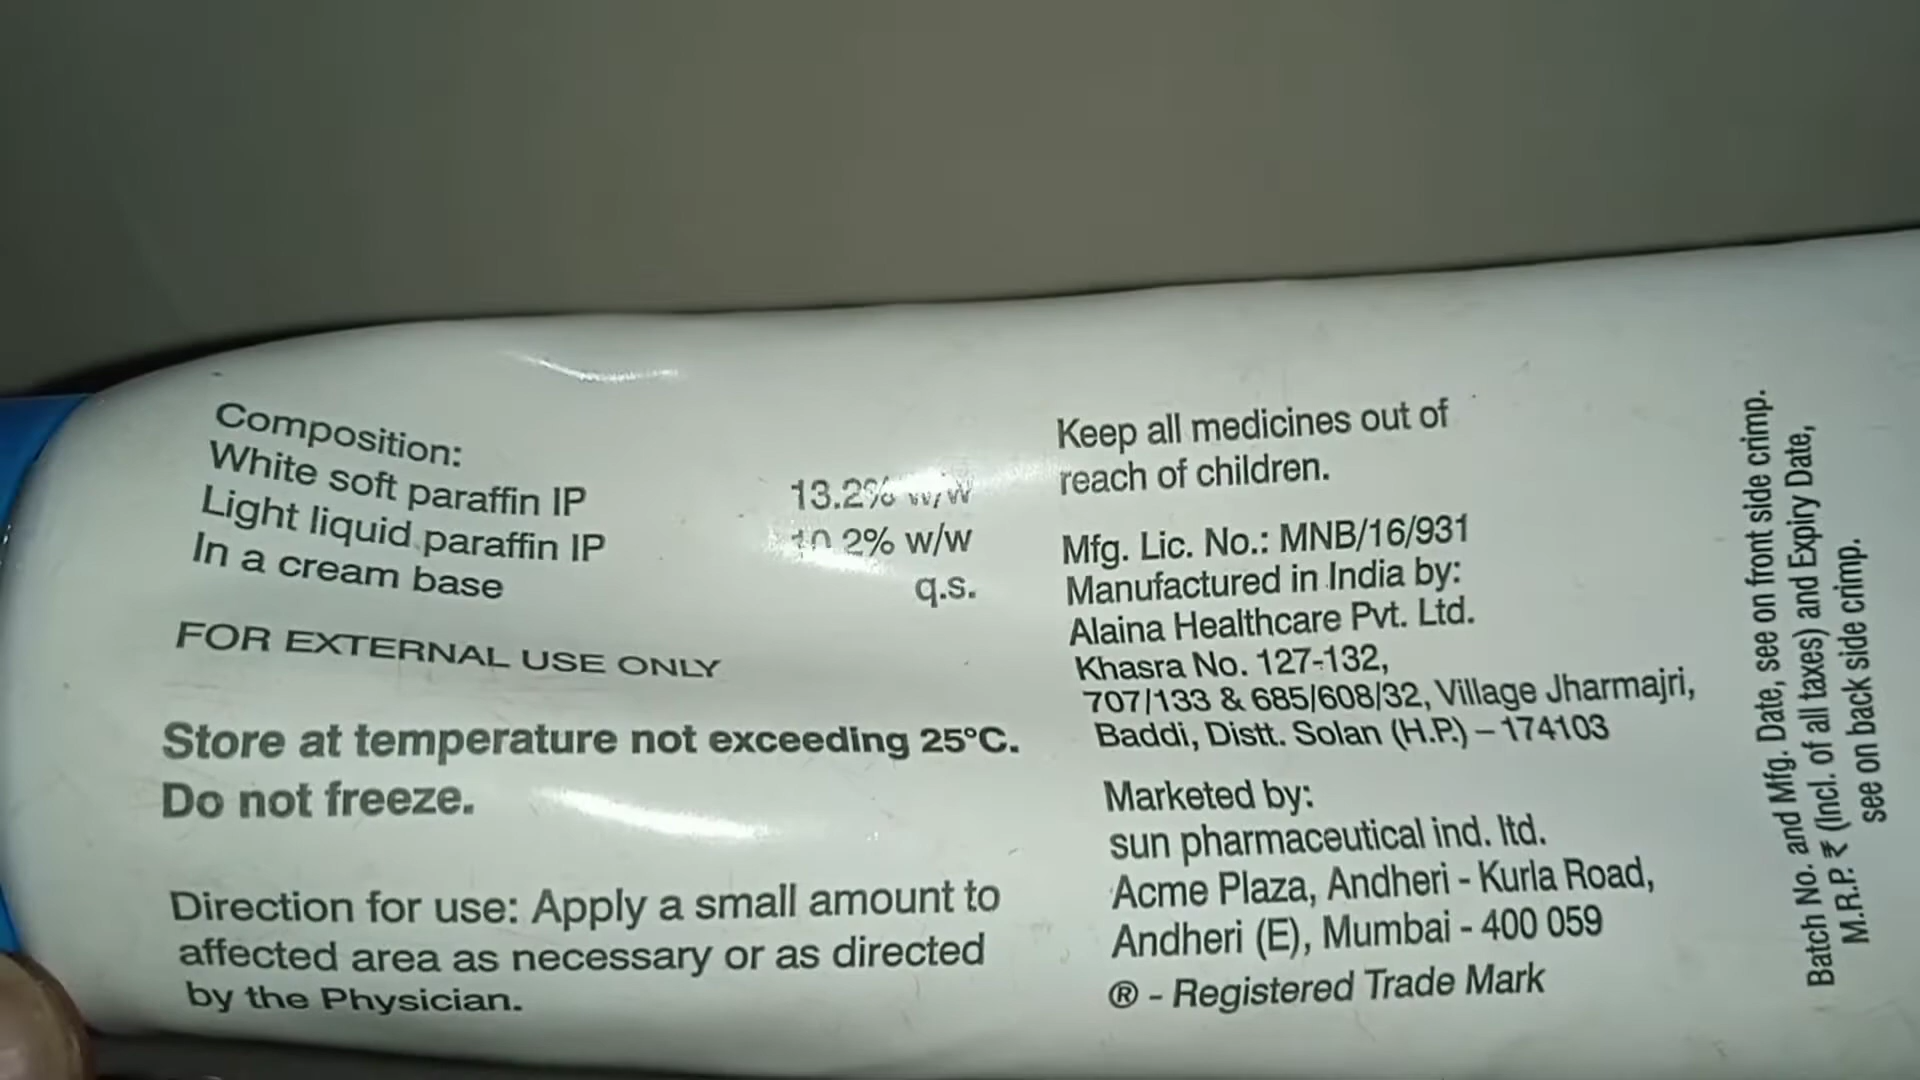 Composition:
White soft paraffin IP 13.2% w/w
Light liquid paraffin IP 10.2% w/w
In a cream base q.s.
FOR EXTERNAL USE ONLY
Store at temperature not exceeding 25°C.
Do not freeze.
Direction for use: Apply a small amount to
affected area as necessary or as directed
by the Physician.
Keep all medicines out of
reach of children.
Mfg. Lic. No.: MNB/16/931
Manufactured in India by:
Alaina Healthcare Pvt. Ltd.
Khasra No. 127-132,
707/133 & 685/608/32, Village Jharmajri,
Baddi, Distt. Solan (H.P.) – 174103
Marketed by:
sun pharmaceutical ind. ltd.
Acme Plaza, Andheri - Kurla Road,
Andheri (E), Mumbai - 400 059
® - Registered Trade Mark
Batch No. and Mfg. Date, see on front side crimp.
M.R.P. ₹ (Incl. of all taxes) and Expiry Date,
see on back side crimp.